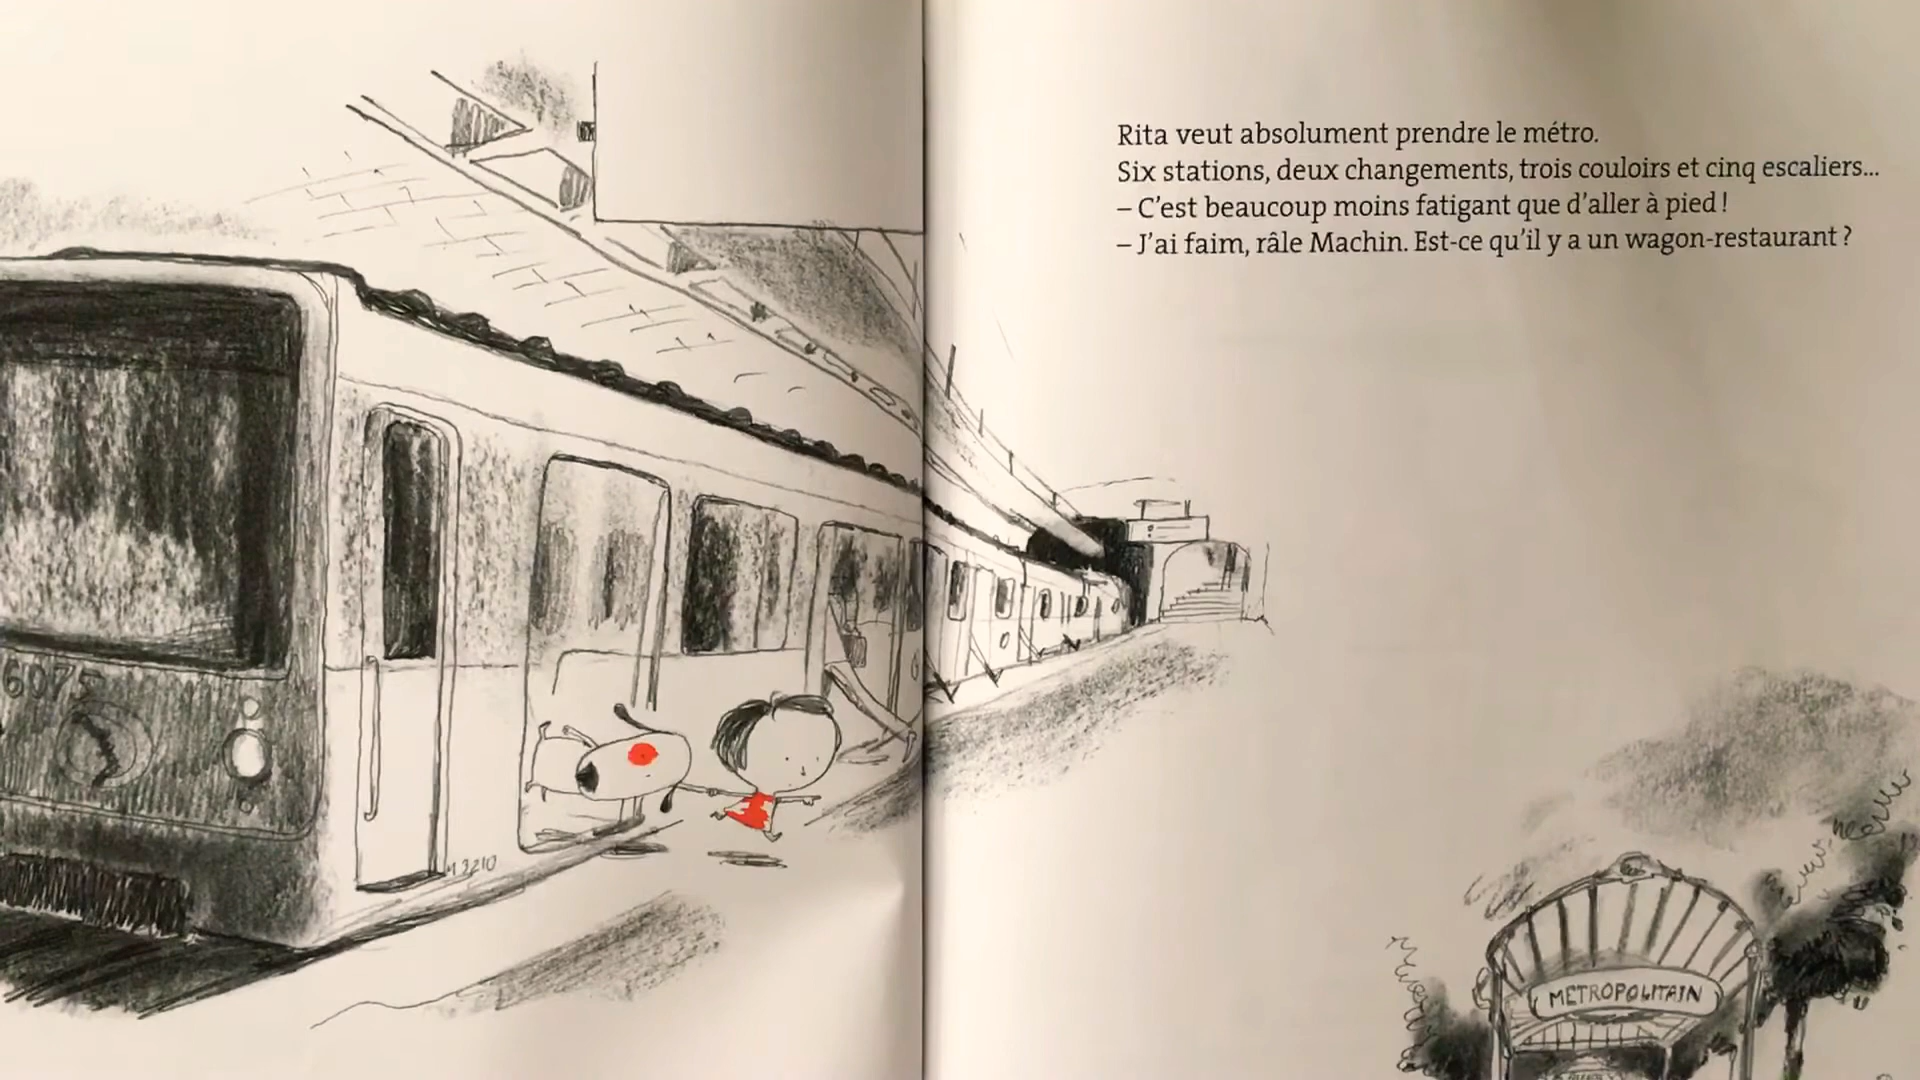 Rita veut absolument prendre le métro.
Six stations, deux changements, trois couloirs et cinq escaliers...
– C'est beaucoup moins fatigant que d'aller à pied !
– J'ai faim, râle Machin. Est-ce qu'il y a un wagon-restaurant ?
6075
M 3210
METROPOLITAIN